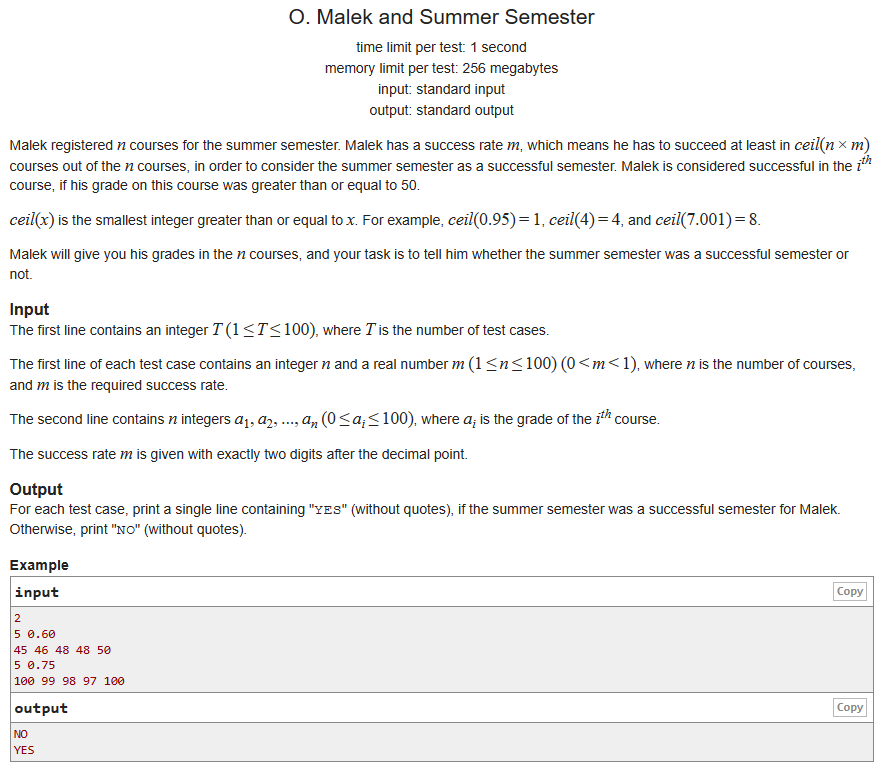 O. Malek and Summer Semester
time limit per test: 1 second
memory limit per test: 256 megabytes
input: standard input
output: standard output
Malek registered n courses for the summer semester. Malek has a success rate m, which means he has to succeed at least in ceil(n × m)
courses out of the n courses, in order to consider the summer semester as a successful semester. Malek is considered successful in the i^th
course, if his grade on this course was greater than or equal to 50.
ceil(x) is the smallest integer greater than or equal to x. For example, ceil(0.95) = 1, ceil(4) = 4, and ceil(7.001) = 8.
Malek will give you his grades in the n courses, and your task is to tell him whether the summer semester was a successful semester or
not.
Input
The first line contains an integer T (1 ≤ T ≤ 100), where T is the number of test cases.
The first line of each test case contains an integer n and a real number m (1 ≤ n ≤ 100) (0 < m < 1), where n is the number of courses,
and m is the required success rate.
The second line contains n integers a_1, a_2, ..., a_n (0 ≤ a_i ≤ 100), where a_i is the grade of the i^th course.
The success rate m is given with exactly two digits after the decimal point.
Output
For each test case, print a single line containing "YES" (without quotes), if the summer semester was a successful semester for Malek.
Otherwise, print "NO" (without quotes).
Example
input Copy
2
5 0.60
45 46 48 48 50
5 0.75
100 99 98 97 100
output Copy
NO
YES